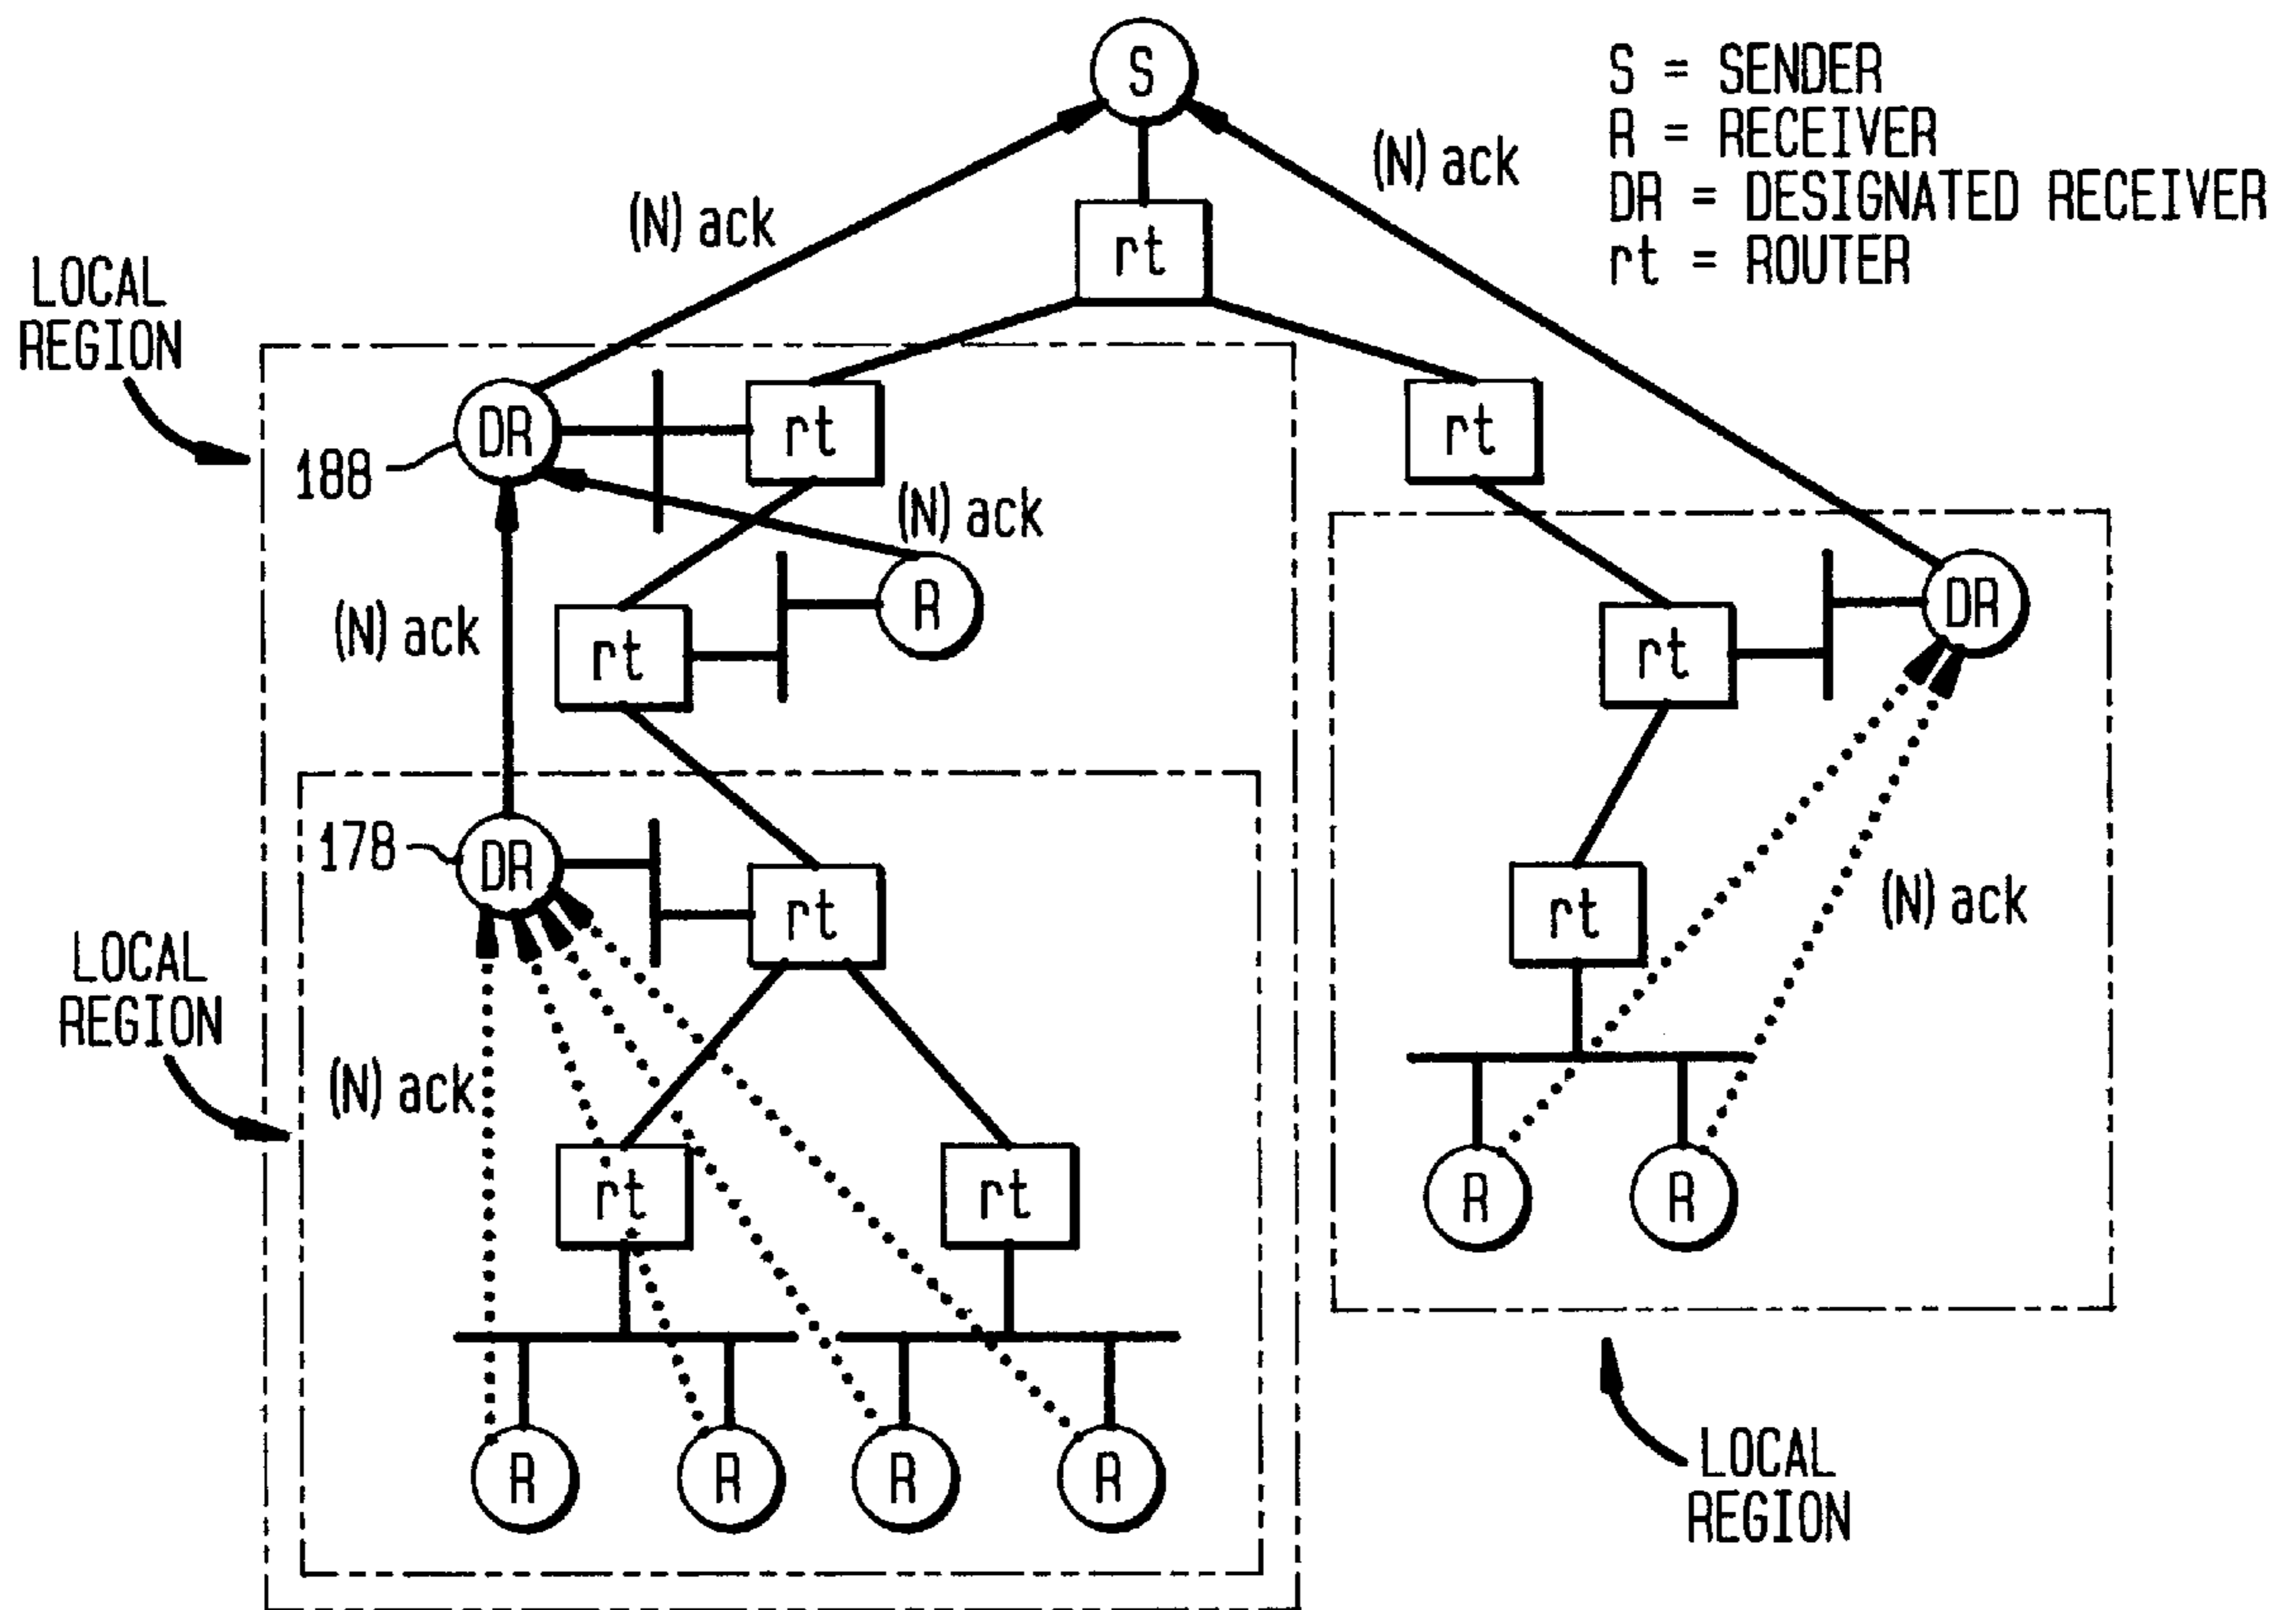 S
S = SENDER
R = RECEIVER
DR = DESIGNATED RECEIVER
rt = ROUTER
(N) ack
(N) ack
rt
LOCAL
REGION
DR
rt
rt
188
(N) ack
R
(N) ack
rt
rt
DR
178
DR
rt
rt
(N) ack
LOCAL
REGION
(N) ack
rt
rt
R
R
R
R
R
R
LOCAL
REGION